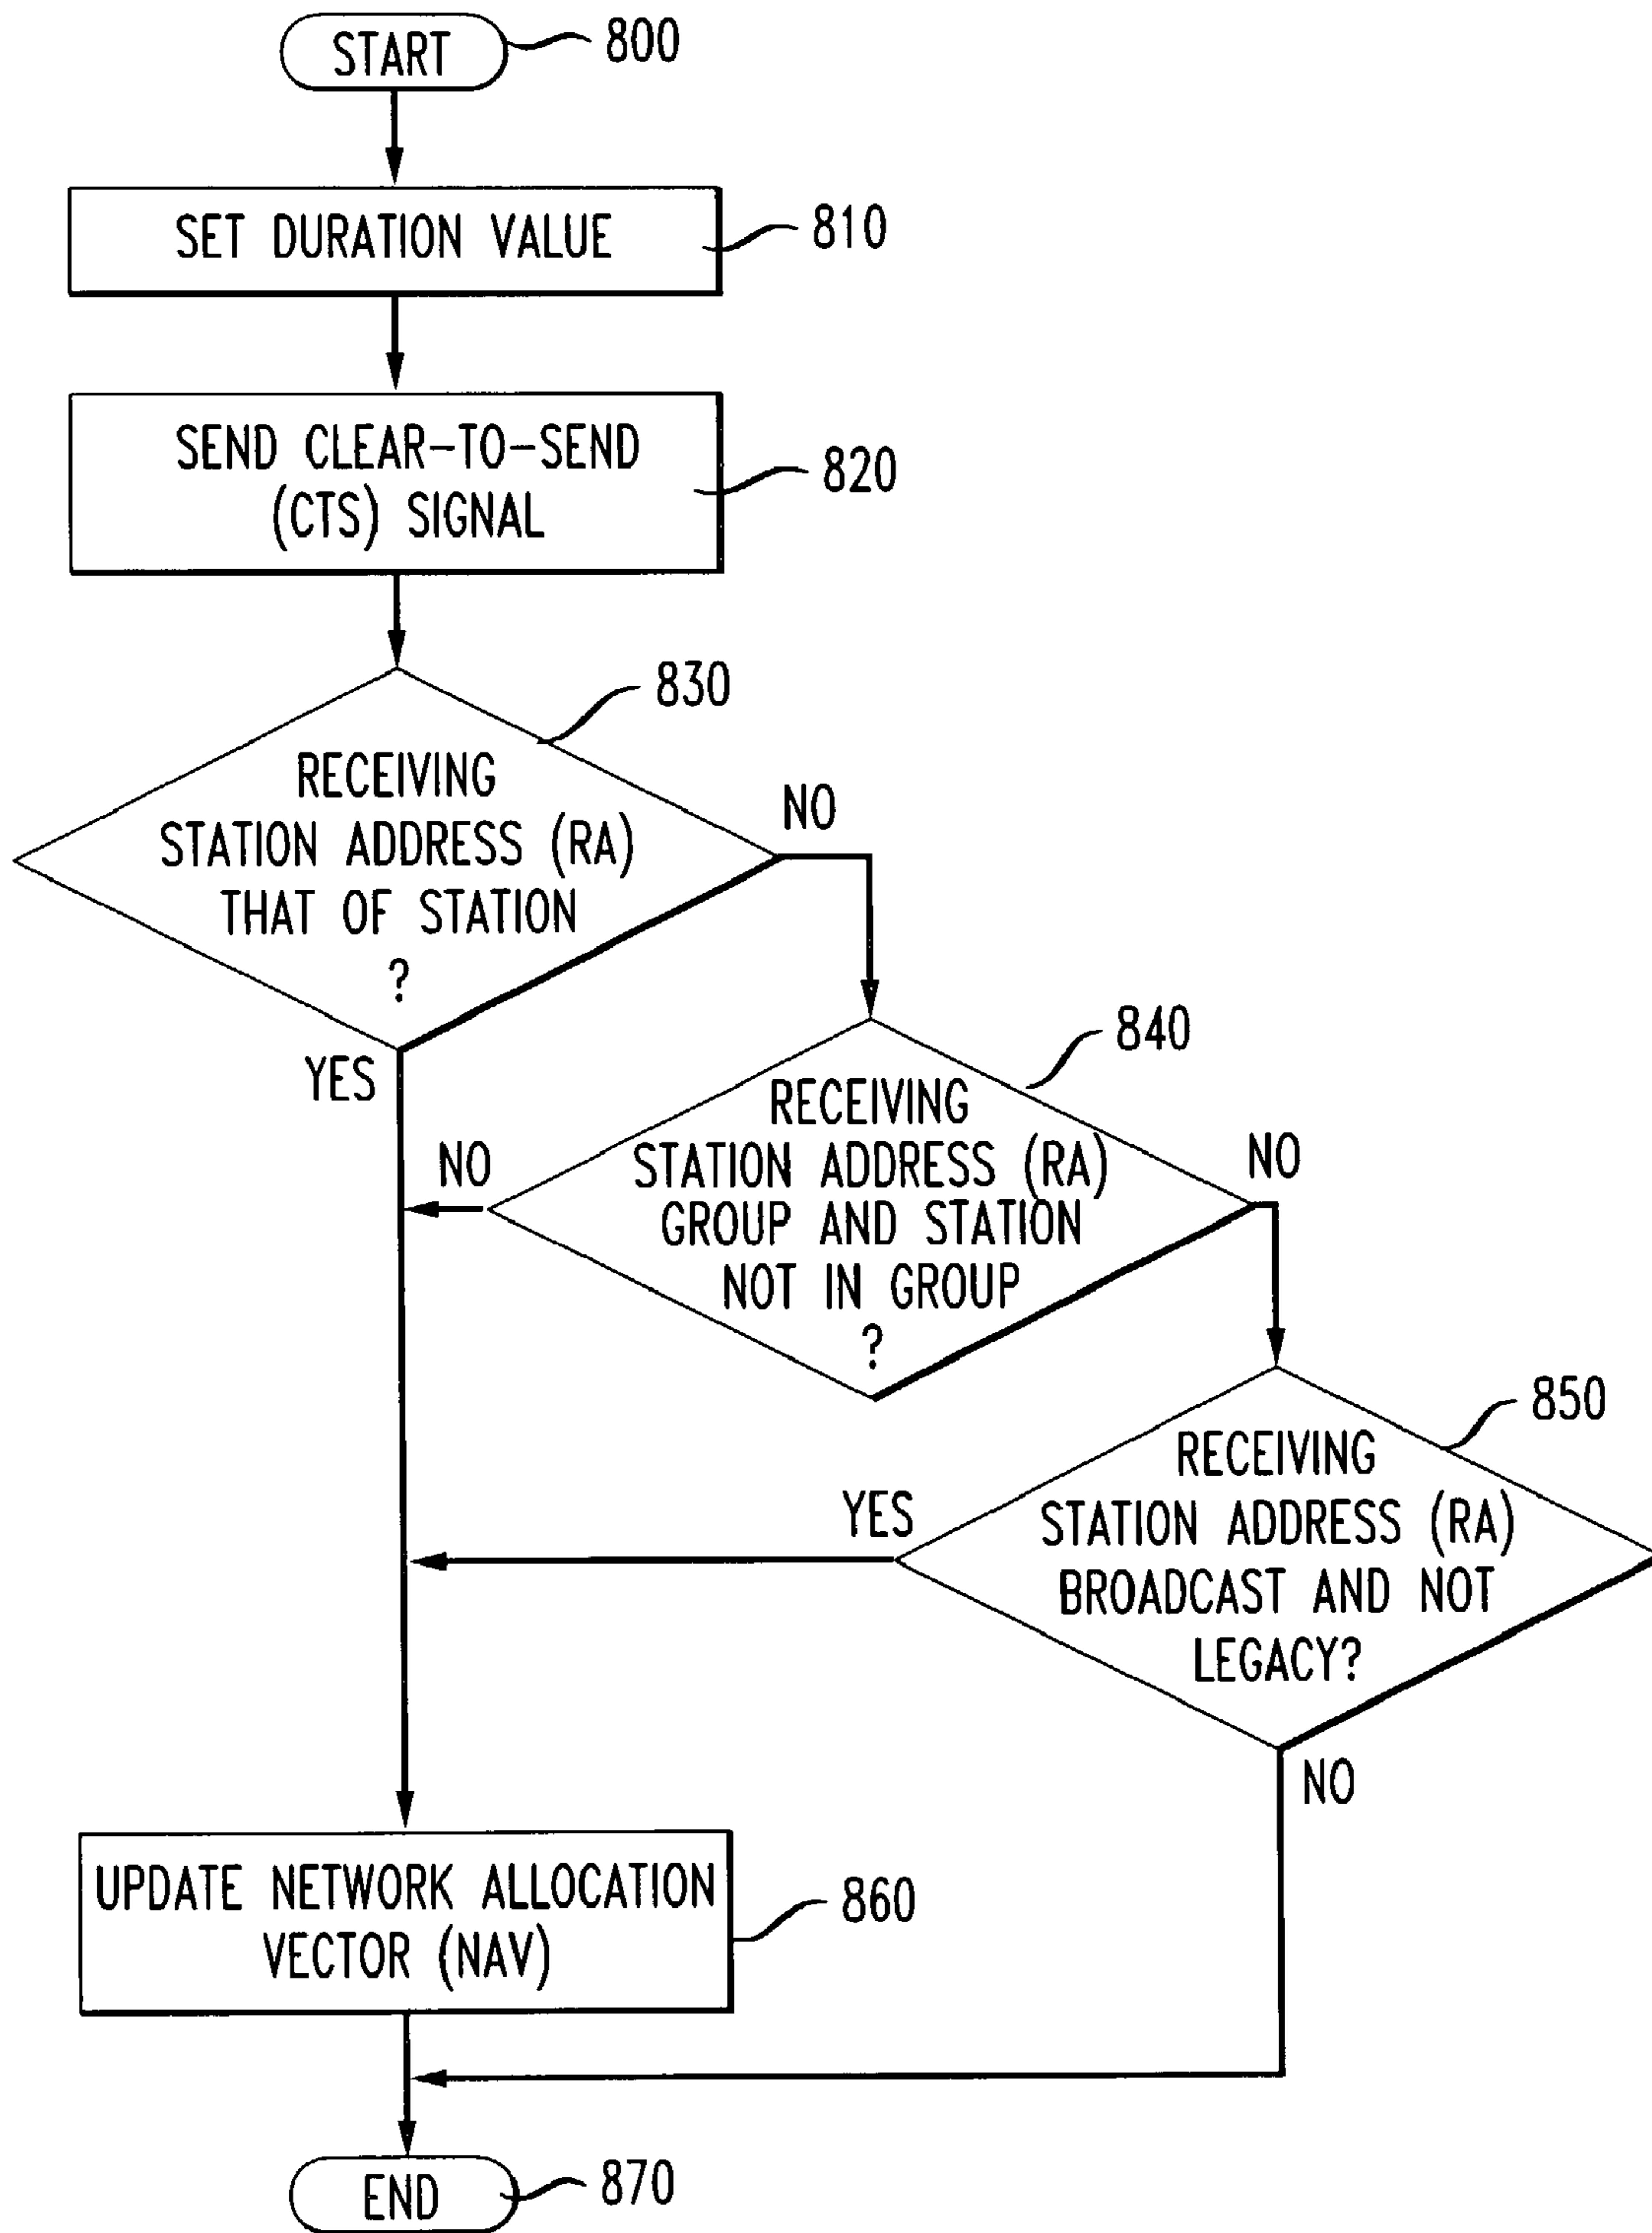 START
800
SET DURATION VALUE
810
SEND CLEAR-TO-SEND
(CTS) SIGNAL
820
830
RECEIVING
STATION ADDRESS (RA)
THAT OF STATION
?
NO
YES
840
RECEIVING
STATION ADDRESS (RA)
GROUP AND STATION
NOT IN GROUP
?
NO
NO
850
RECEIVING
STATION ADDRESS (RA)
BROADCAST AND NOT
LEGACY?
YES
NO
UPDATE NETWORK ALLOCATION
VECTOR (NAV)
860
END
870